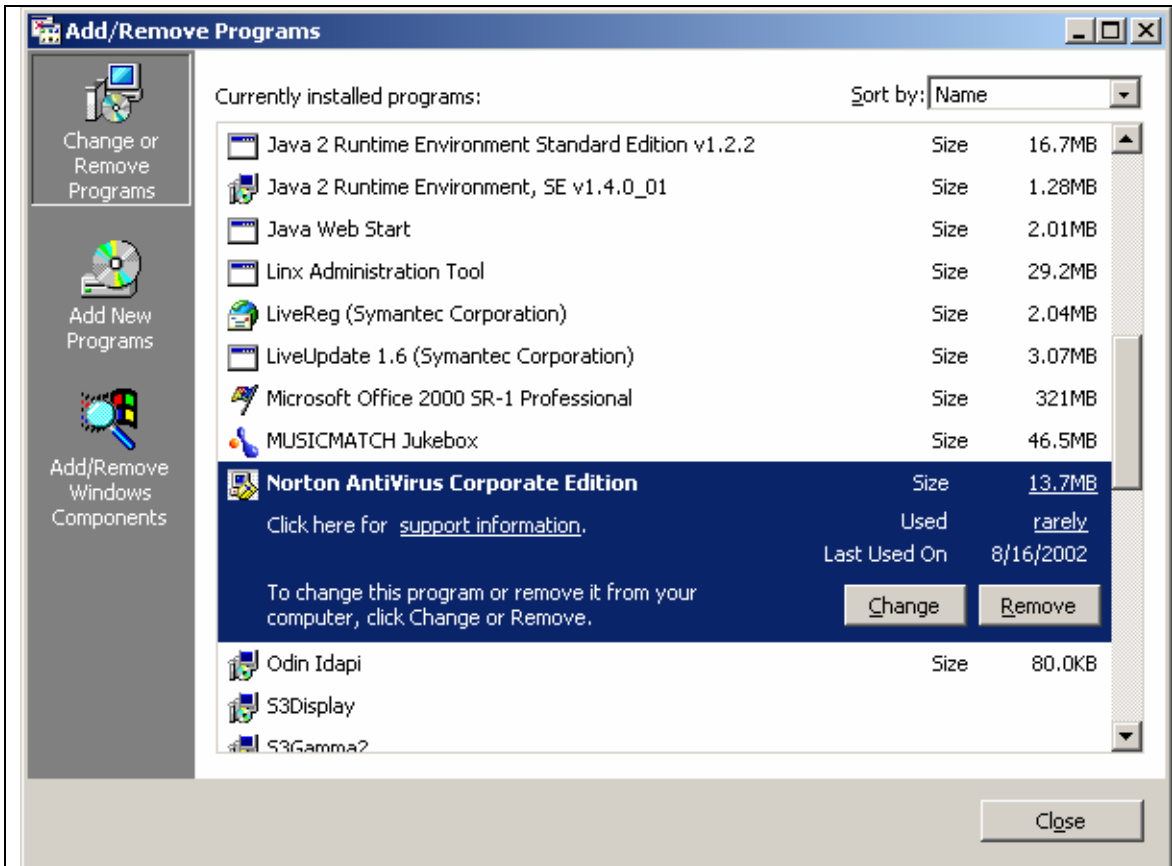 Add/Remove Programs
Change or
Remove
Programs
Add New
Programs
Add/Remove
Windows
Components
Currently installed programs:
Sort by: Name
Java 2 Runtime Environment Standard Edition v1.2.2 Size 16.7MB
Java 2 Runtime Environment, SE v1.4.0_01 Size 1.28MB
Java Web Start Size 2.01MB
Linx Administration Tool Size 29.2MB
LiveReg (Symantec Corporation) Size 2.04MB
LiveUpdate 1.6 (Symantec Corporation) Size 3.07MB
Microsoft Office 2000 SR-1 Professional Size 321MB
MUSICMATCH Jukebox Size 46.5MB
Norton AntiVirus Corporate Edition Size 13.7MB
Click here for support information. Used rarely
Last Used On 8/16/2002
To change this program or remove it from your
computer, click Change or Remove.
Change Remove
Odin Idapi Size 80.0KB
S3Display
S3Gamma2
Close